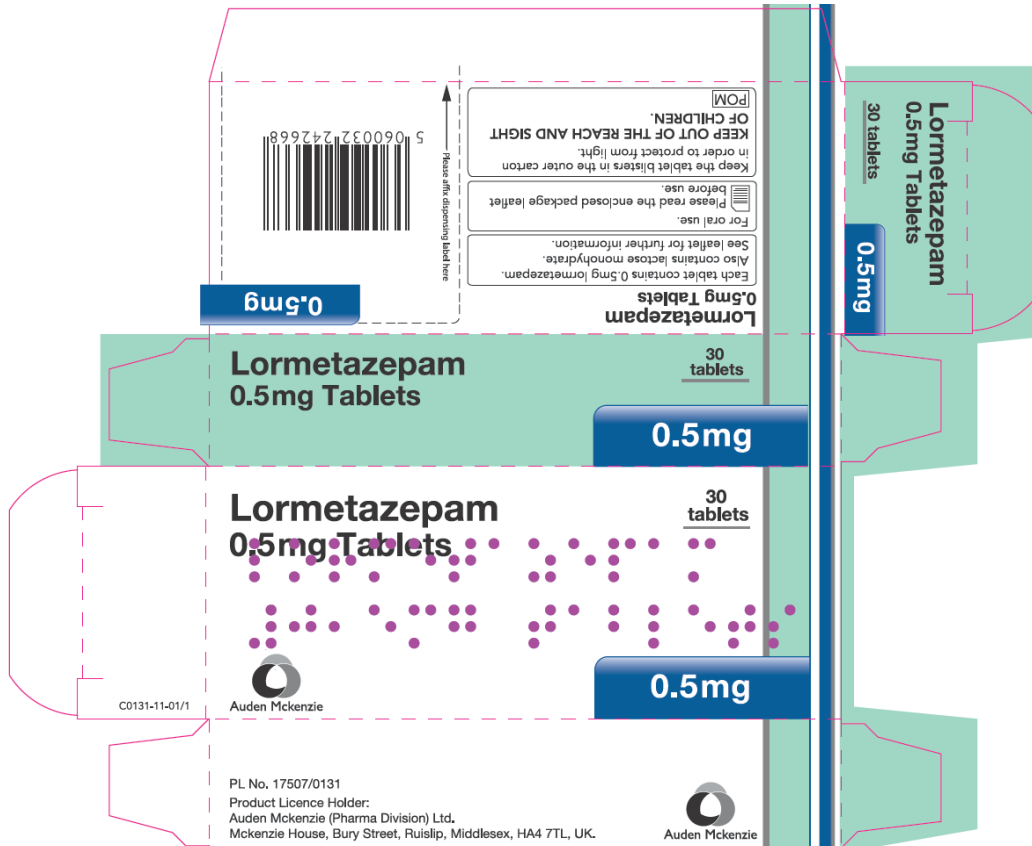 Lormetazepam
0.5mg Tablets
Each tablet contains 0.5mg lormetazepam.
Also contains lactose monohydrate.
See leaflet for further information.
For oral use.
Please read the enclosed package leaflet
before use.
Keep the tablet blisters in the outer carton
in order to protect from light.
KEEP OUT OF THE REACH AND SIGHT
OF CHILDREN.
POM
Please affix dispensing label here
0.5mg
5 060032 242668
Lormetazepam
0.5mg Tablets
30 tablets
0.5mg
Lormetazepam
0.5mg Tablets
30
tablets
0.5mg
Lormetazepam
0.5mg Tablets
30
tablets
0.5mg
Auden Mckenzie
C0131-11-01/1
PL No. 17507/0131
Product Licence Holder:
Auden Mckenzie (Pharma Division) Ltd.
Mckenzie House, Bury Street, Ruislip, Middlesex, HA4 7TL, UK.
Auden Mckenzie